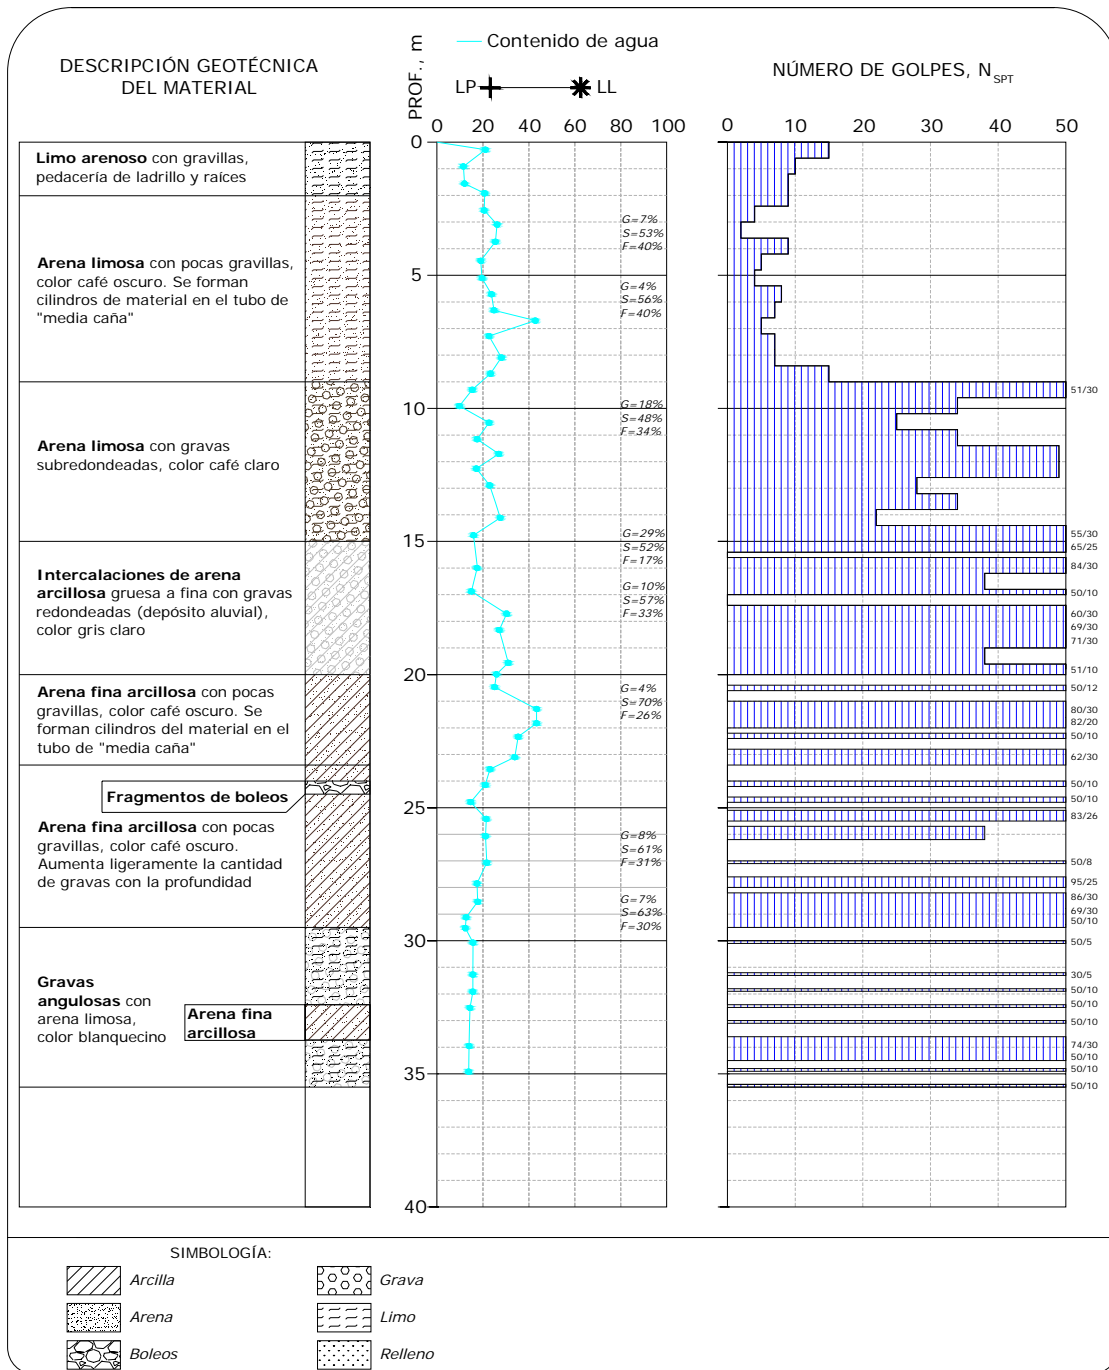 DESCRIPCIÓN GEOTÉCNICA
DEL MATERIAL
PROF., m
Contenido de agua
LP
LL
0 20 40 60 80 100
NÚMERO DE GOLPES, N SPT
0 10 20 30 40 50
Limo arenoso con gravillas,
pedacería de ladrillo y raíces
Arena limosa con pocas gravillas,
color café oscuro. Se forman
cilindros de material en el tubo de
"media caña"
Arena limosa con gravas
subredondeadas, color café claro
Intercalaciones de arena
arcillosa gruesa a fina con gravas
redondeadas (depósito aluvial),
color gris claro
Arena fina arcillosa con pocas
gravillas, color café oscuro. Se
forman cilindros del material en el
tubo de "media caña"
Fragmentos de boleos
Arena fina arcillosa con pocas
gravillas, color café oscuro.
Aumenta ligeramente la cantidad
de gravas con la profundidad
Gravas
angulosas con
arena limosa,
color blanquecino
Arena fina
arcillosa
0
5
10
15
20
25
30
35
40
G=7%
S=53%
F=40%
G=4%
S=56%
F=40%
G=18%
S=48%
F=34%
G=29%
S=52%
F=17%
G=10%
S=57%
F=33%
G=4%
S=70%
F=26%
G=8%
S=61%
F=31%
G=7%
S=63%
F=30%
51/30
55/30
65/25
84/30
50/10
60/30
69/30
71/30
51/10
50/12
80/30
82/20
50/10
62/30
50/10
50/10
83/26
50/8
95/25
86/30
69/30
50/10
50/5
30/5
50/10
50/10
50/10
74/30
50/10
50/10
50/10
SIMBOLOGÍA:
Arcilla
Grava
Arena
Limo
Boleos
Relleno